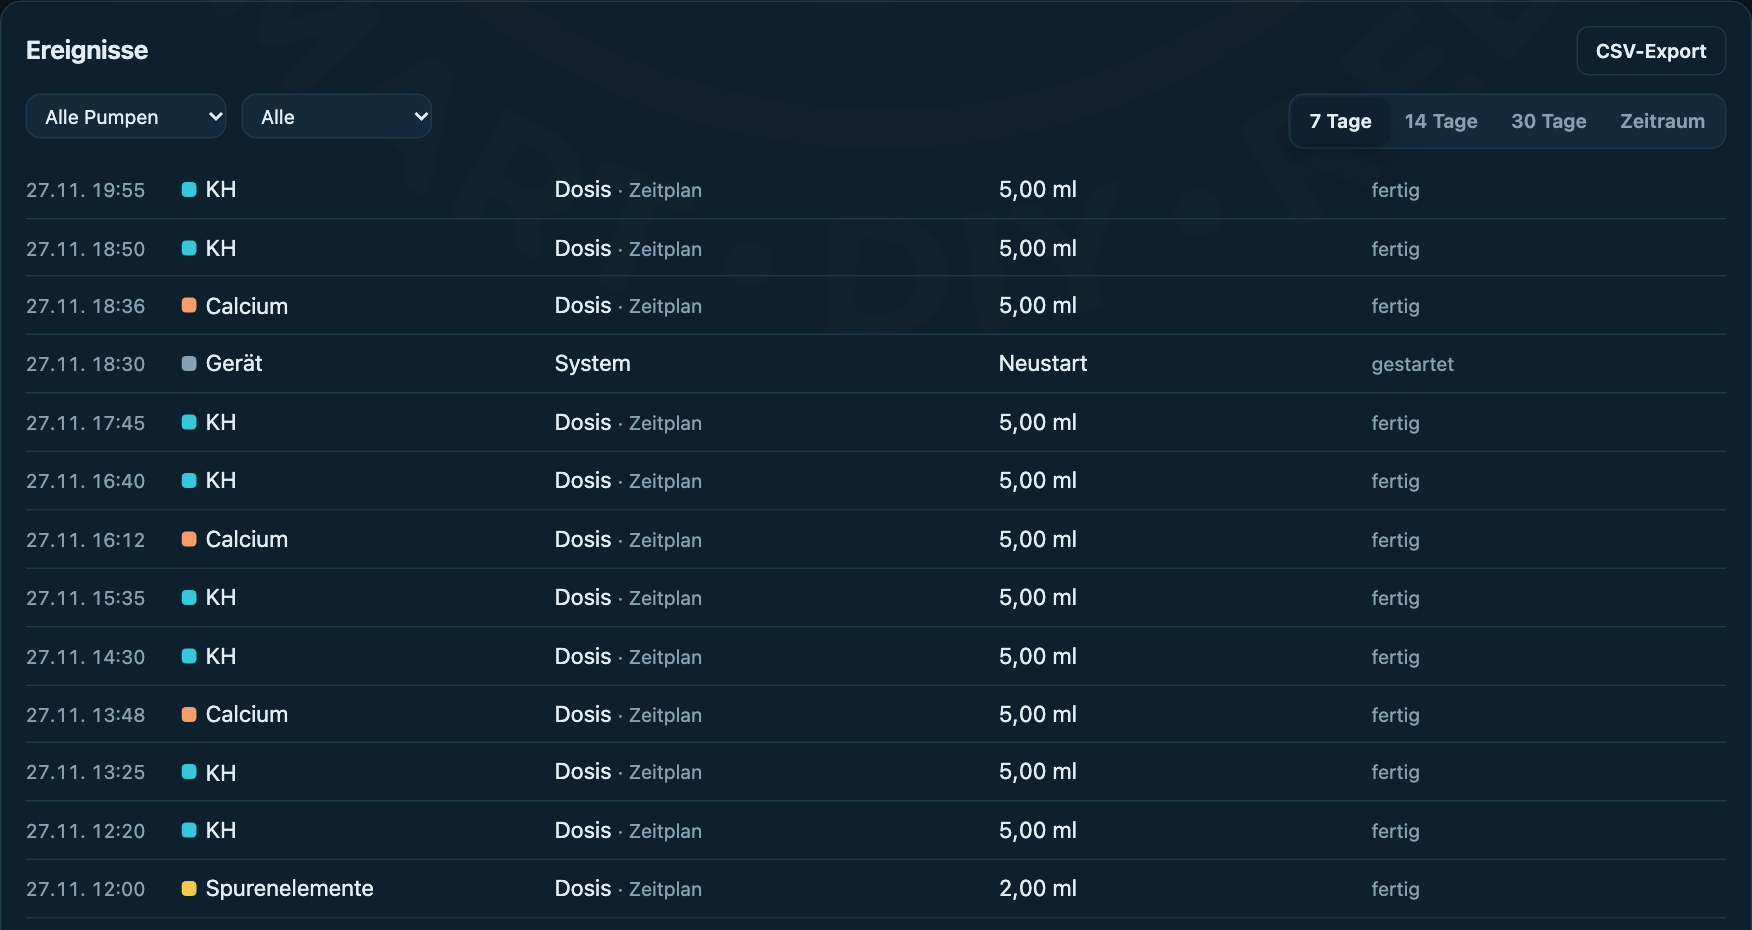 Ereignisse
CSV-Export
Alle Pumpen
Alle
7 Tage 14 Tage 30 Tage Zeitraum
27.11. 19:55 KH Dosis · Zeitplan 5,00 ml fertig
27.11. 18:50 KH Dosis · Zeitplan 5,00 ml fertig
27.11. 18:36 Calcium Dosis · Zeitplan 5,00 ml fertig
27.11. 18:30 Gerät System Neustart gestartet
27.11. 17:45 KH Dosis · Zeitplan 5,00 ml fertig
27.11. 16:40 KH Dosis · Zeitplan 5,00 ml fertig
27.11. 16:12 Calcium Dosis · Zeitplan 5,00 ml fertig
27.11. 15:35 KH Dosis · Zeitplan 5,00 ml fertig
27.11. 14:30 KH Dosis · Zeitplan 5,00 ml fertig
27.11. 13:48 Calcium Dosis · Zeitplan 5,00 ml fertig
27.11. 13:25 KH Dosis · Zeitplan 5,00 ml fertig
27.11. 12:20 KH Dosis · Zeitplan 5,00 ml fertig
27.11. 12:00 Spurenelemente Dosis · Zeitplan 2,00 ml fertig